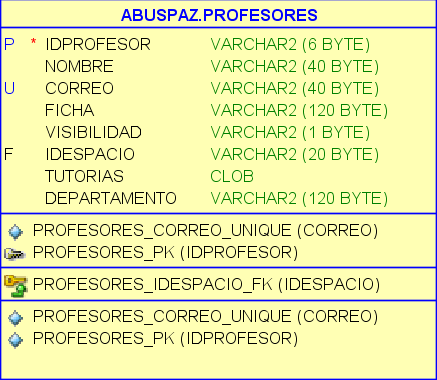 ABUSPAZ.PROFESORES
P * IDPROFESOR VARCHAR2 (6 BYTE)
NOMBRE VARCHAR2 (40 BYTE)
U CORREO VARCHAR2 (40 BYTE)
FICHA VARCHAR2 (120 BYTE)
VISIBILIDAD VARCHAR2 (1 BYTE)
F IDESPACIO VARCHAR2 (20 BYTE)
TUTORIAS CLOB
DEPARTAMENTO VARCHAR2 (120 BYTE)
PROFESORES_CORREO_UNIQUE (CORREO)
PROFESORES_PK (IDPROFESOR)
PROFESORES_IDESPACIO_FK (IDESPACIO)
PROFESORES_CORREO_UNIQUE (CORREO)
PROFESORES_PK (IDPROFESOR)